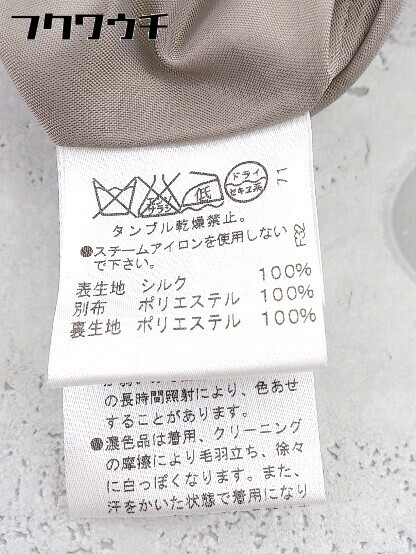 フクワウチ
エンソ
サラシ
低
ドライ
セキユ系
71
タンブル乾燥禁止。
F32
●スチームアイロンを使用しない
で下さい。
表生地 シルク 100%
別布 ポリエステル 100%
裏生地 ポリエステル 100%
の長時間照射により、色あせ
することがあります。
●濃色品は着用、クリーニング
の摩擦により毛羽立ち、徐々
に白っぽくなります。また、
汗をかいた状態で着用になり